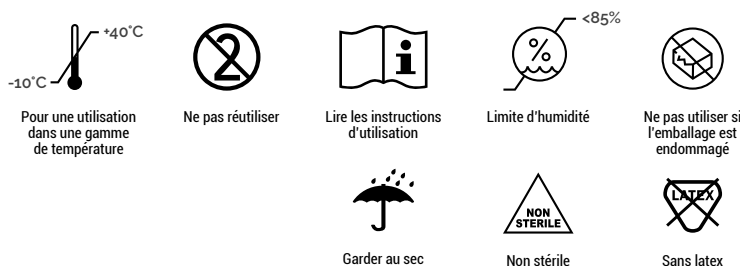 +40°C
-10°C
Pour une utilisation
dans une gamme
de température
2
Ne pas réutiliser
i
Lire les instructions
d'utilisation
<85%
%
Limite d'humidité
Ne pas utiliser si
l'emballage est
endommagé
Garder au sec
NON
STERILE
Non stérile
LATEX
Sans latex